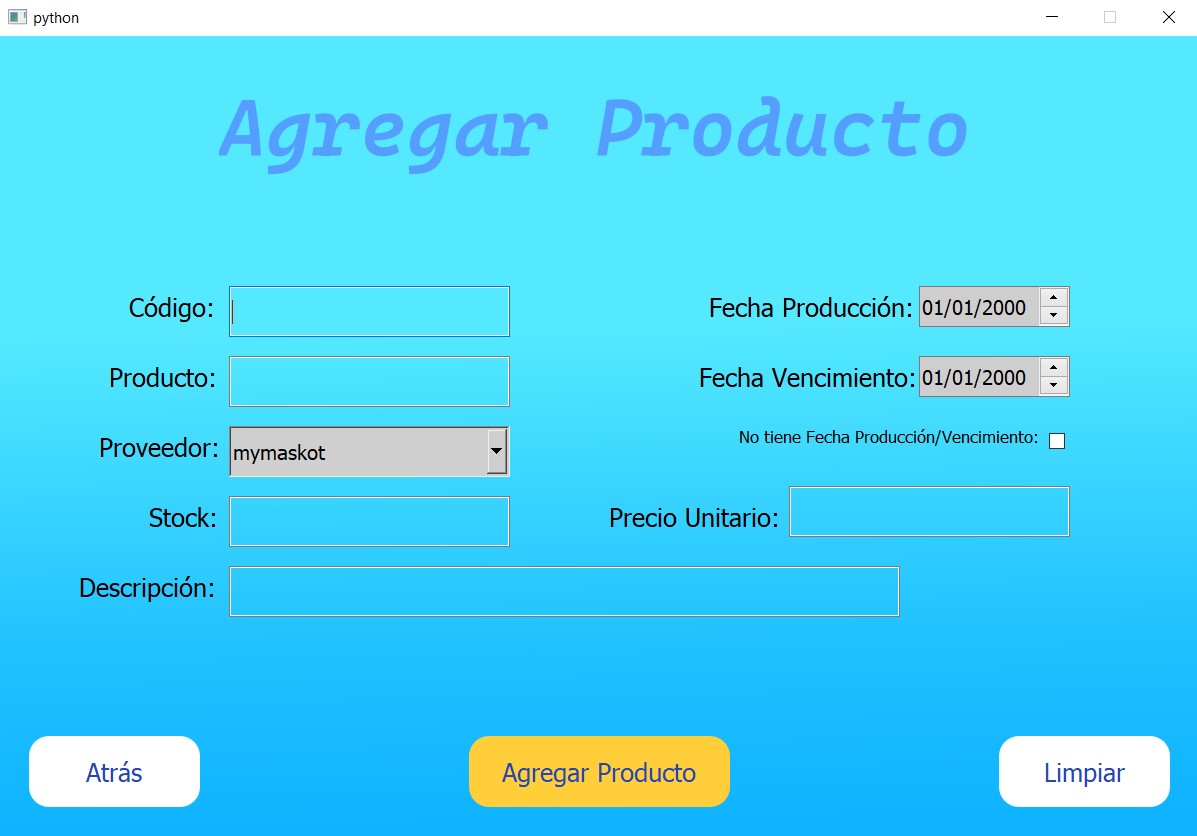 python
Agregar Producto
Código:
Fecha Producción: 01/01/2000
Producto:
Fecha Vencimiento: 01/01/2000
Proveedor: mymaskot
No tiene Fecha Producción/Vencimiento:
Stock:
Precio Unitario:
Descripción:
Atrás
Agregar Producto
Limpiar